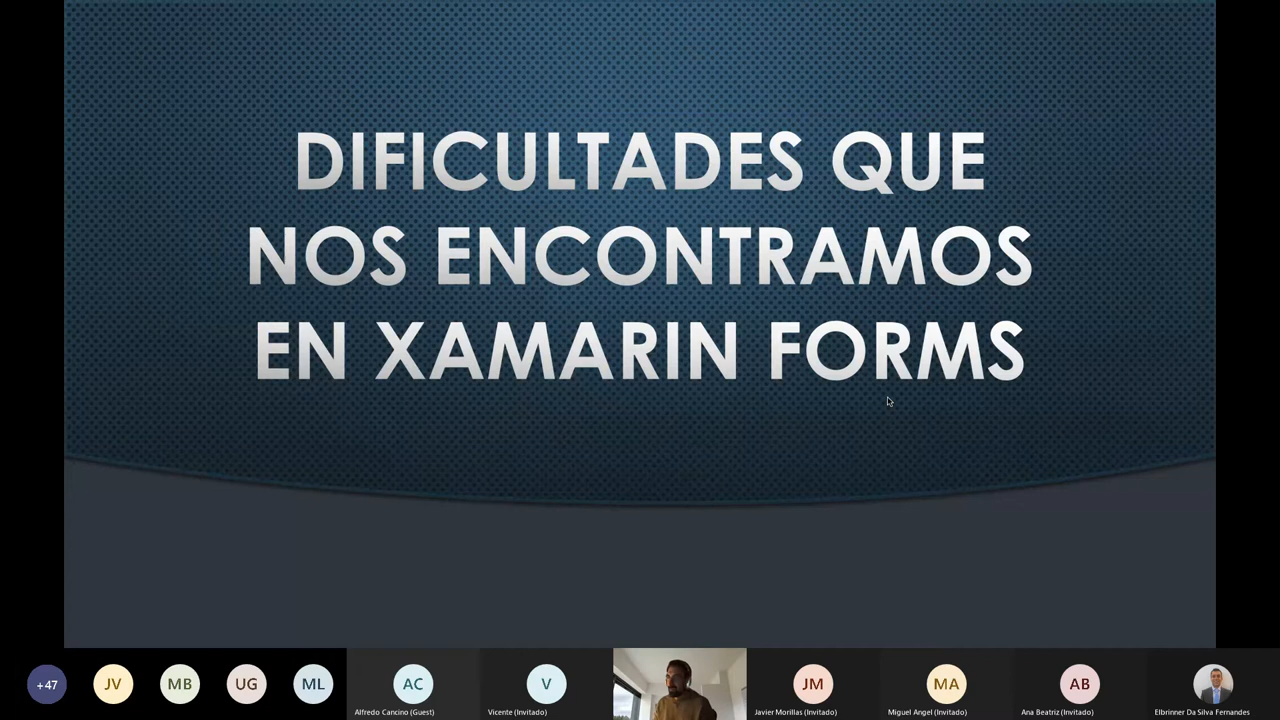 DIFICULTADES QUE
NOS ENCONTRAMOS
EN XAMARIN FORMS
+47
JV
MB
UG
ML
AC
Alfredo Cancino (Guest)
V
Vicente (Invitado)
JM
Javier Morillas (Invitado)
MA
Miguel Angel (Invitado)
AB
Ana Beatriz (Invitado)
Elbrinner Da Silva Fernandes